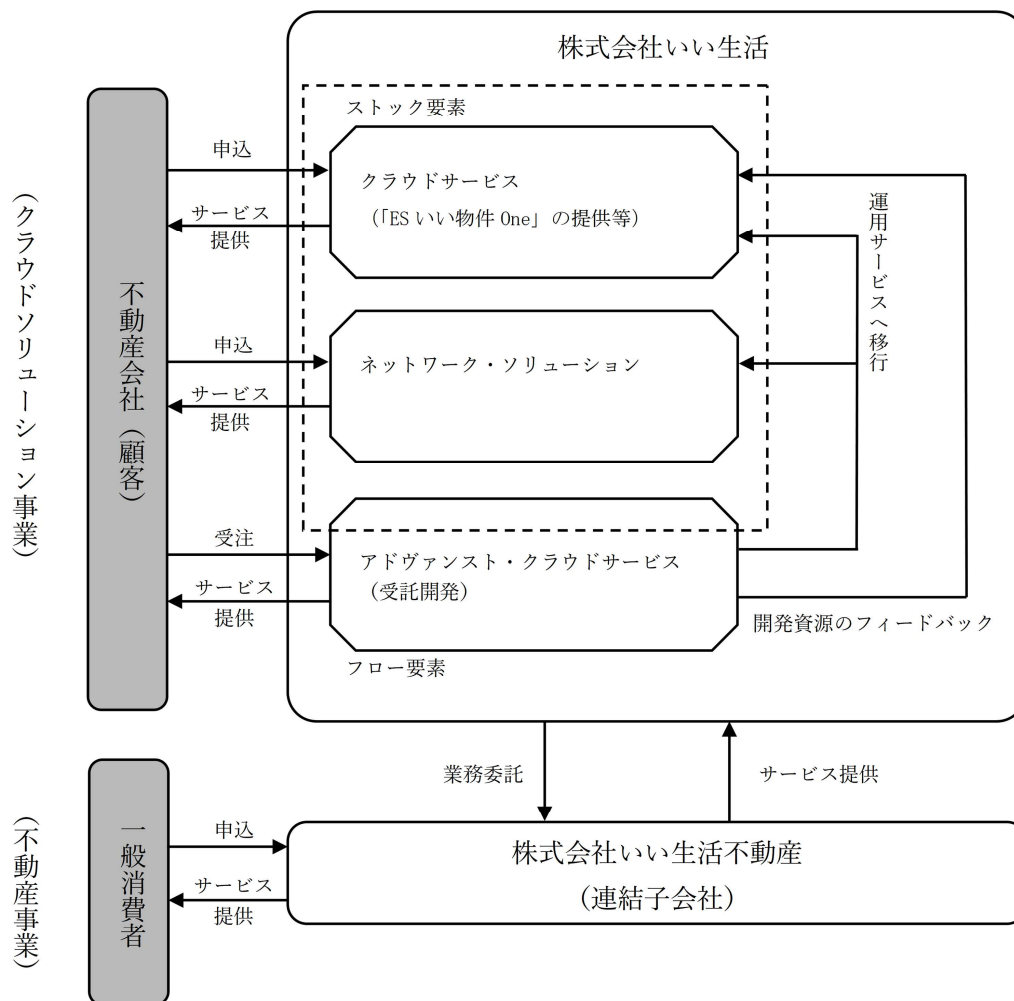 株式会社いい生活
ストック要素
(クラウドソリューション事業)
不動産会社(顧客)
申込
サービス
提供
クラウドサービス
(「ES いい物件 One」の提供等)
運用サービスへ移行
申込
サービス
提供
ネットワーク・ソリューション
受注
サービス
提供
アドヴァンスト・クラウドサービス
(受託開発)
開発資源のフィードバック
フロー要素
業務委託
サービス提供
(不動産事業)
一般消費者
申込
サービス
提供
株式会社いい生活不動産
(連結子会社)